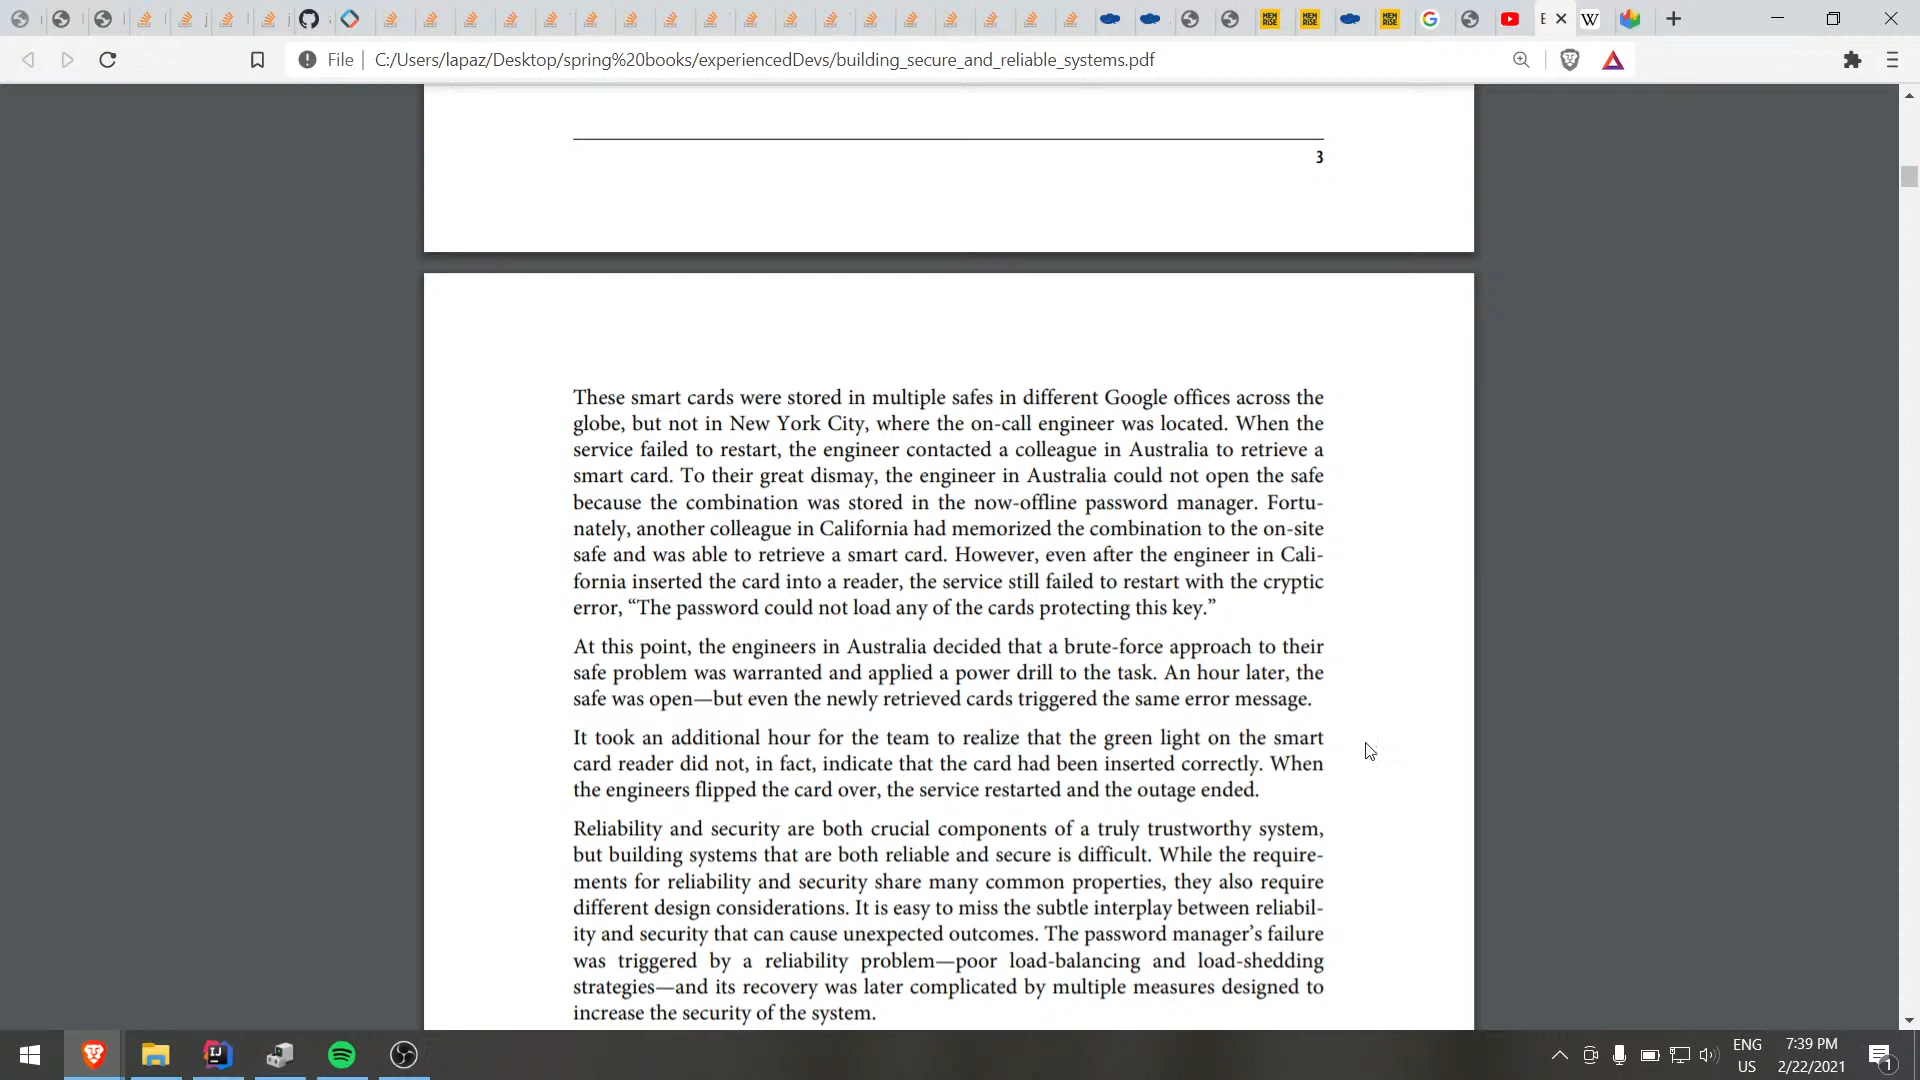 File
C:/Users/lapaz/Desktop/spring%20books/experiencedDevs/building_secure_and_reliable_systems.pdf
3
These smart cards were stored in multiple safes in different Google offices across the
globe, but not in New York City, where the on-call engineer was located. When the
service failed to restart, the engineer contacted a colleague in Australia to retrieve a
smart card. To their great dismay, the engineer in Australia could not open the safe
because the combination was stored in the now-offline password manager. Fortu-
nately, another colleague in California had memorized the combination to the on-site
safe and was able to retrieve a smart card. However, even after the engineer in Cali-
fornia inserted the card into a reader, the service still failed to restart with the cryptic
error, “The password could not load any of the cards protecting this key.”
At this point, the engineers in Australia decided that a brute-force approach to their
safe problem was warranted and applied a power drill to the task. An hour later, the
safe was open—but even the newly retrieved cards triggered the same error message.
It took an additional hour for the team to realize that the green light on the smart
card reader did not, in fact, indicate that the card had been inserted correctly. When
the engineers flipped the card over, the service restarted and the outage ended.
Reliability and security are both crucial components of a truly trustworthy system,
but building systems that are both reliable and secure is difficult. While the require-
ments for reliability and security share many common properties, they also require
different design considerations. It is easy to miss the subtle interplay between reliabil-
ity and security that can cause unexpected outcomes. The password manager’s failure
was triggered by a reliability problem—poor load-balancing and load-shedding
strategies—and its recovery was later complicated by multiple measures designed to
increase the security of the system.
ENG
US
7:39 PM
2/22/2021
1